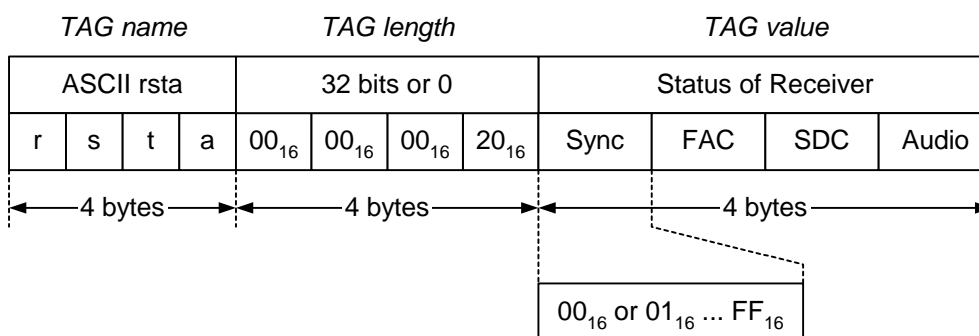 TAG name TAG length TAG value
ASCII rsta 32 bits or 0 Status of Receiver
r s t a 00₁₆ 00₁₆ 00₁₆ 20₁₆ Sync FAC SDC Audio
4 bytes 4 bytes 4 bytes
00₁₆ or 01₁₆ ... FF₁₆